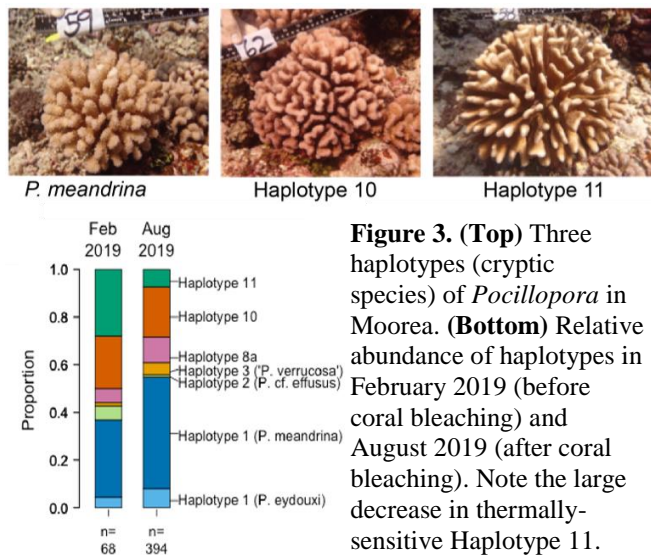 59
62
58
P. meandrina
Haplotype 10
Haplotype 11
Feb
2019
Aug
2019
Proportion
1.0
0.8
0.6
0.4
0.2
0.0
Haplotype 11
Haplotype 10
Haplotype 8a
Haplotype 3 ('P. verrucosa')
Haplotype 2 (P. cf. effusus)
Haplotype 1 (P. meandrina)
Haplotype 1 (P. eydouxi)
n=
68
n=
394
Figure 3. (Top) Three
haplotypes (cryptic
species) of Pocillopora in
Moorea. (Bottom) Relative
abundance of haplotypes in
February 2019 (before
coral bleaching) and
August 2019 (after coral
bleaching). Note the large
decrease in thermally-
sensitive Haplotype 11.